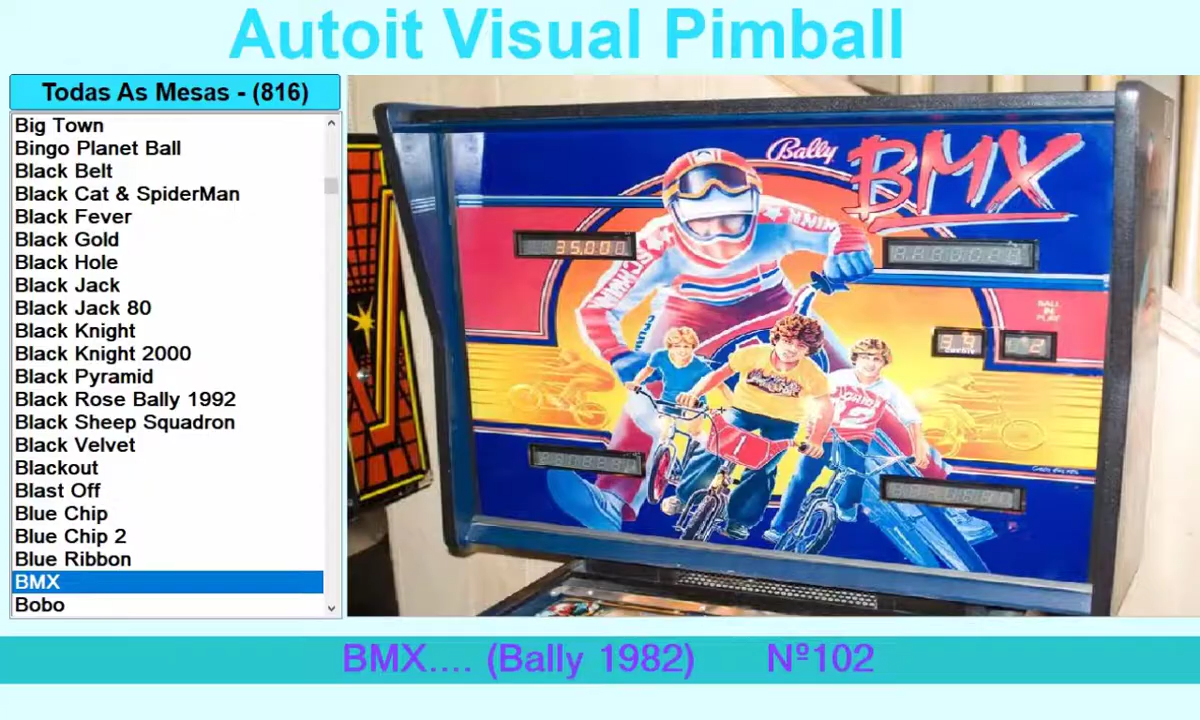 Autoit Visual Pimball
Todas As Mesas - (816)
Big Town
Bingo Planet Ball
Black Belt
Black Cat & SpiderMan
Black Fever
Black Gold
Black Hole
Black Jack
Black Jack 80
Black Knight
Black Knight 2000
Black Pyramid
Black Rose Bally 1992
Black Sheep Squadron
Black Velvet
Blackout
Blast Off
Blue Chip
Blue Chip 2
Blue Ribbon
BMX
Bobo
Bally
BMX
35000
BALL
IN
PLAY
BMX.... (Bally 1982) Nº102